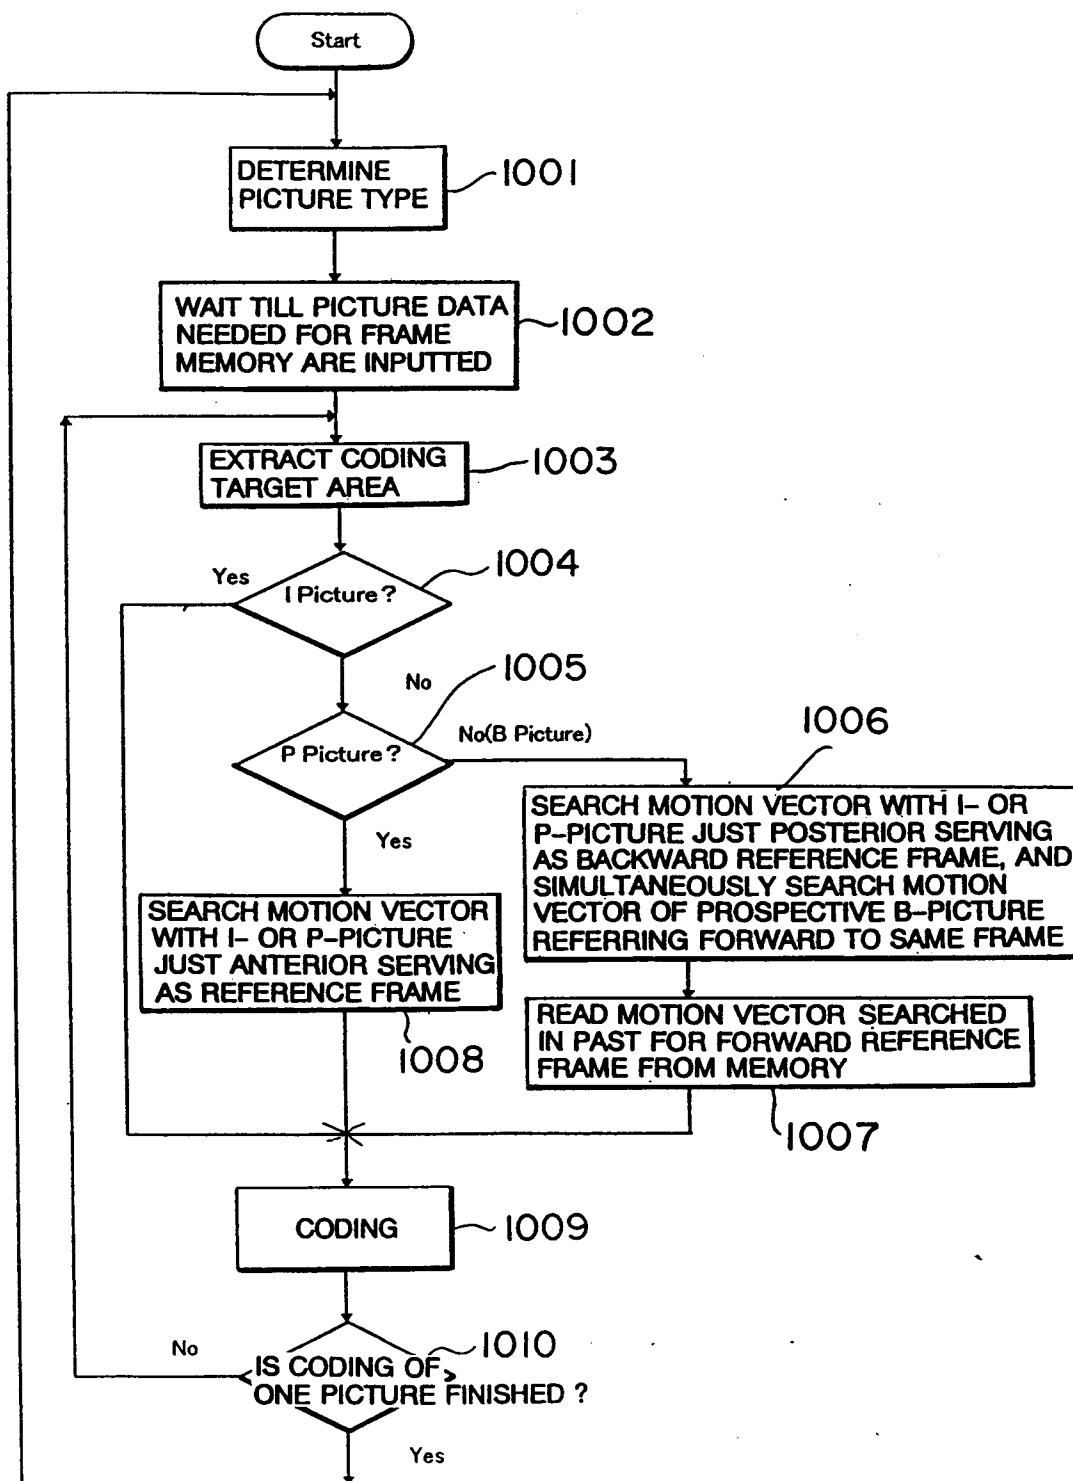 Start
DETERMINE
PICTURE TYPE
1001
WAIT TILL PICTURE DATA
NEEDED FOR FRAME
MEMORY ARE INPUTTED
1002
EXTRACT CODING
TARGET AREA
1003
Yes
I Picture?
1004
No
1005
P Picture?
No(B Picture)
1006
Yes
SEARCH MOTION VECTOR WITH I- OR
P-PICTURE JUST POSTERIOR SERVING
AS BACKWARD REFERENCE FRAME, AND
SIMULTANEOUSLY SEARCH MOTION
VECTOR OF PROSPECTIVE B-PICTURE
REFERRING FORWARD TO SAME FRAME
SEARCH MOTION VECTOR
WITH I- OR P-PICTURE
JUST ANTERIOR SERVING
AS REFERENCE FRAME
1008
READ MOTION VECTOR SEARCHED
IN PAST FOR FORWARD REFERENCE
FRAME FROM MEMORY
1007
CODING
1009
No
1010
IS CODING OF
ONE PICTURE FINISHED ?
Yes